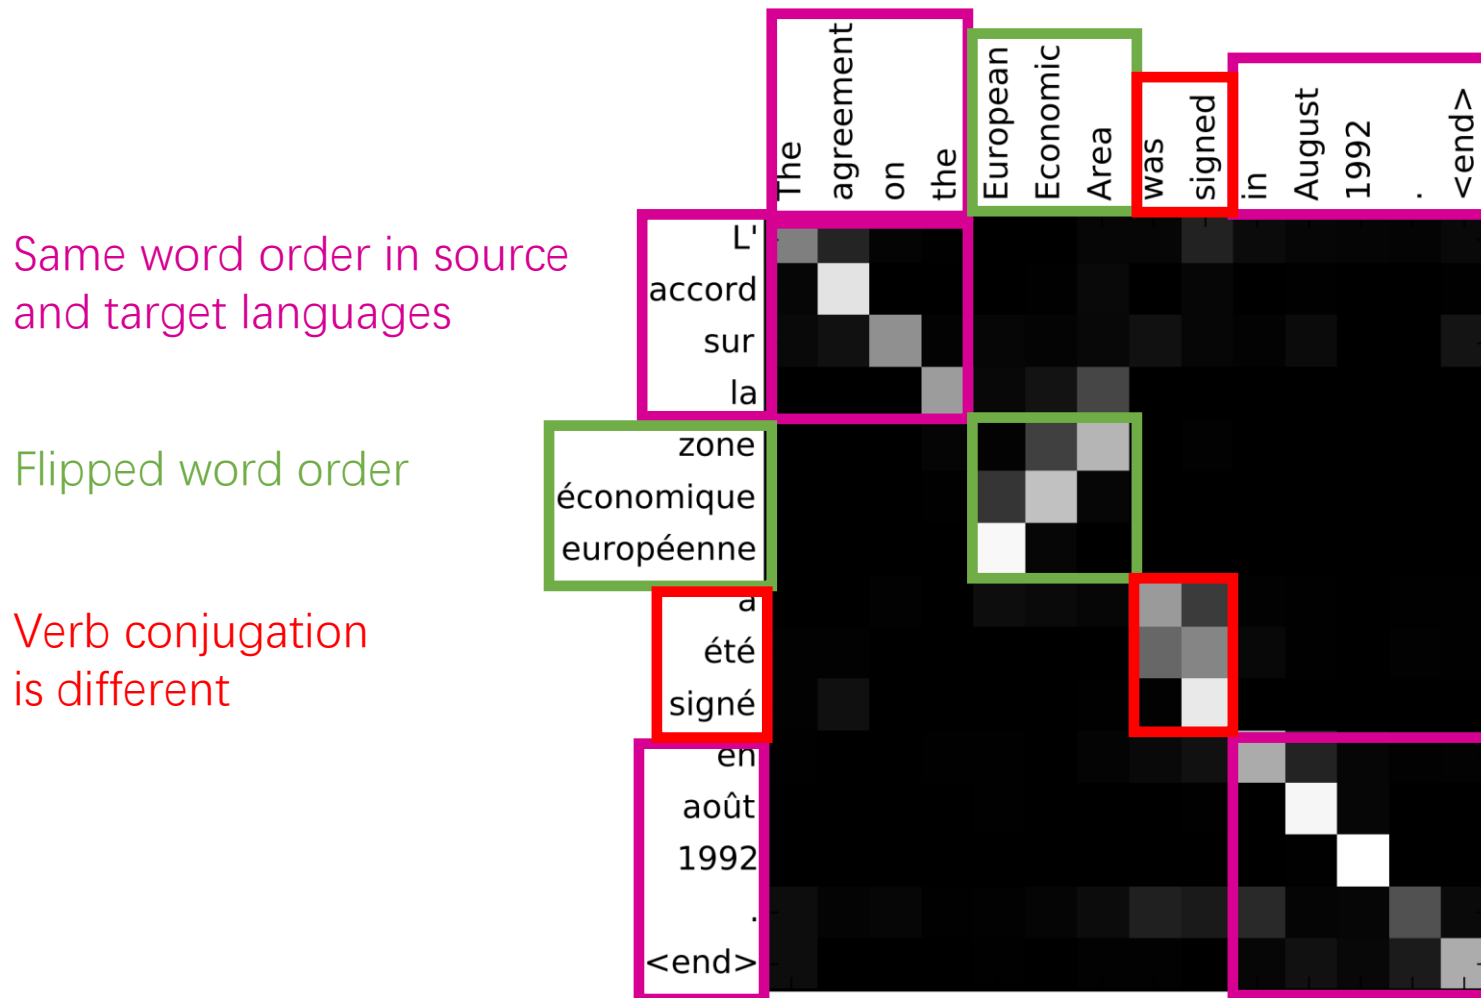 The agreement on the European Economic Area was signed in August 1992 . <end>
Same word order in source
and target languages
L'
accord
sur
la
Flipped word order
zone
économique
européenne
Verb conjugation
is different
a
été
signé
en
août
1992
.
<end>